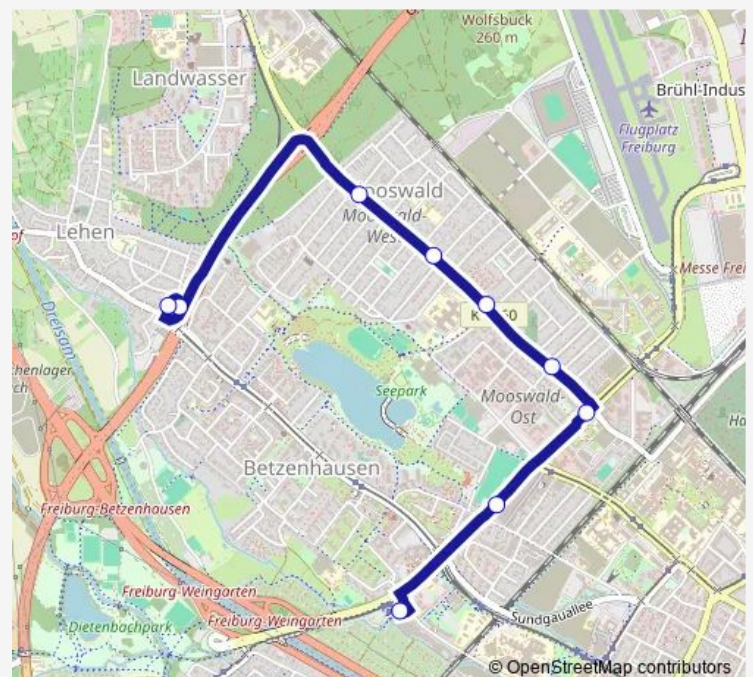 Wolfsbuck
260 m
Landwasser
Brühl-Indus
Flugplatz
Freiburg
Mooswald-
West
Lehen
Messe Frei
Dreisam
Seepark
Mooswald-
Ost
Betzenhausen
Freiburg-Betzenhausen
Freiburg-Weingarten
Freiburg-Weingarten
Sundgauallee
Dietenbachpark
© OpenStreetMap contributors